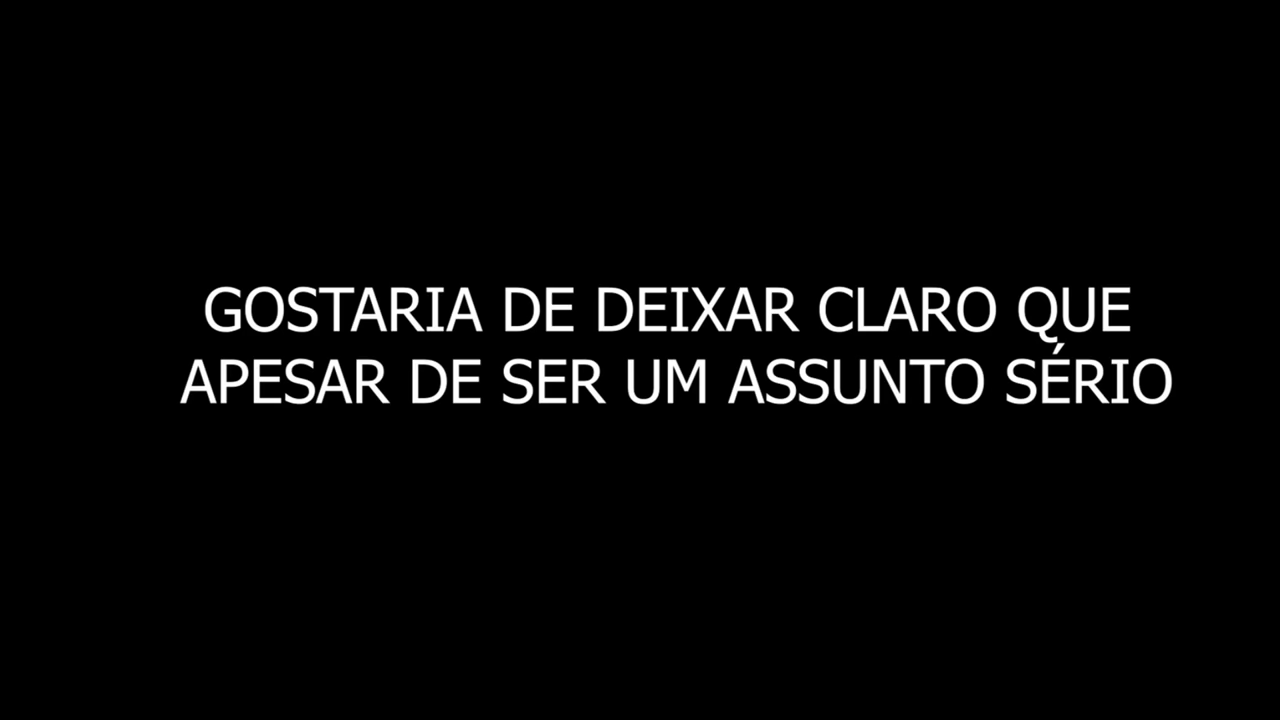 GOSTARIA DE DEIXAR CLARO QUE
APESAR DE SER UM ASSUNTO SÉRIO